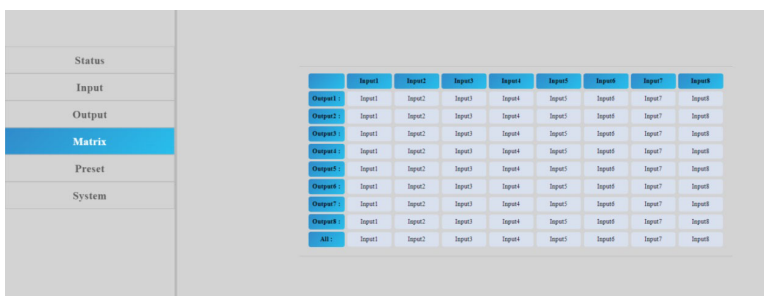 Status
Input
Output
Matrix
Preset
System
Input1 Input2 Input3 Input4 Input5 Input6 Input7 Input8
Output1 : Input1 Input2 Input3 Input4 Input5 Input6 Input7 Input8
Output2 : Input1 Input2 Input3 Input4 Input5 Input6 Input7 Input8
Output3 : Input1 Input2 Input3 Input4 Input5 Input6 Input7 Input8
Output4 : Input1 Input2 Input3 Input4 Input5 Input6 Input7 Input8
Output5 : Input1 Input2 Input3 Input4 Input5 Input6 Input7 Input8
Output6 : Input1 Input2 Input3 Input4 Input5 Input6 Input7 Input8
Output7 : Input1 Input2 Input3 Input4 Input5 Input6 Input7 Input8
Output8 : Input1 Input2 Input3 Input4 Input5 Input6 Input7 Input8
All : Input1 Input2 Input3 Input4 Input5 Input6 Input7 Input8